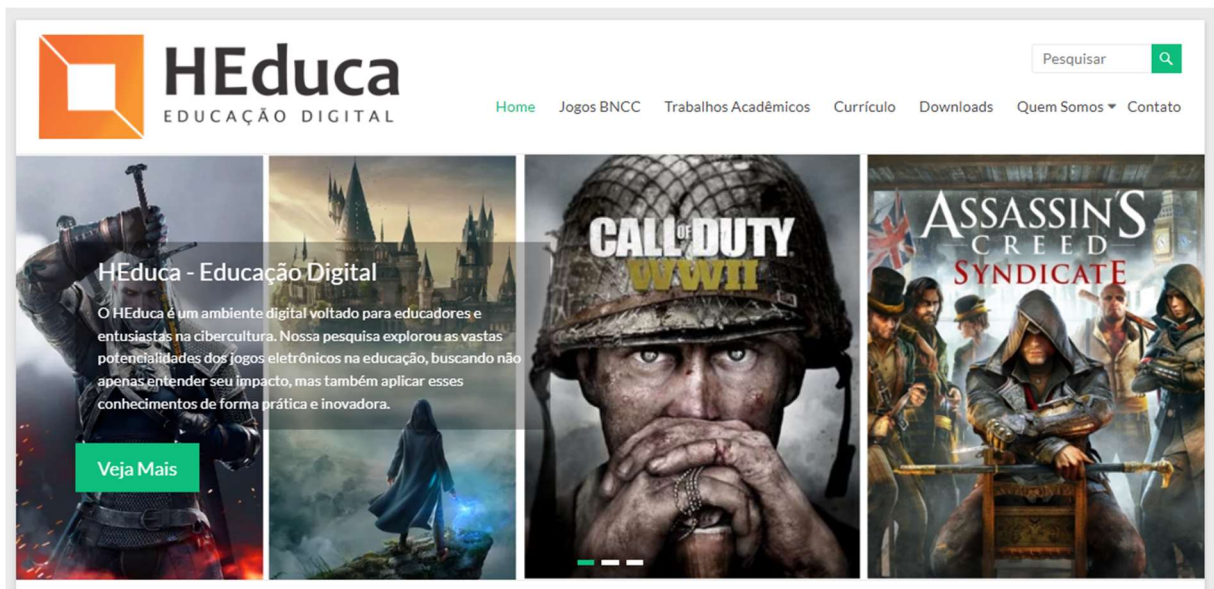 HEduca
EDUCAÇÃO DIGITAL
Pesquisar
Home Jogos BNCC Trabalhos Acadêmicos Currículo Downloads Quem Somos Contato
HEduca - Educação Digital
O HEduca é um ambiente digital voltado para educadores e
entusiastas na cibercultura. Nossa pesquisa explorou as vastas
potencialidades dos jogos eletrônicos na educação, buscando não
apenas entender seu impacto, mas também aplicar esses
conhecimentos de forma prática e inovadora.
Veja Mais
CALL OF DUTY
WWII
ASSASSIN'S
CREED
SYNDICATE